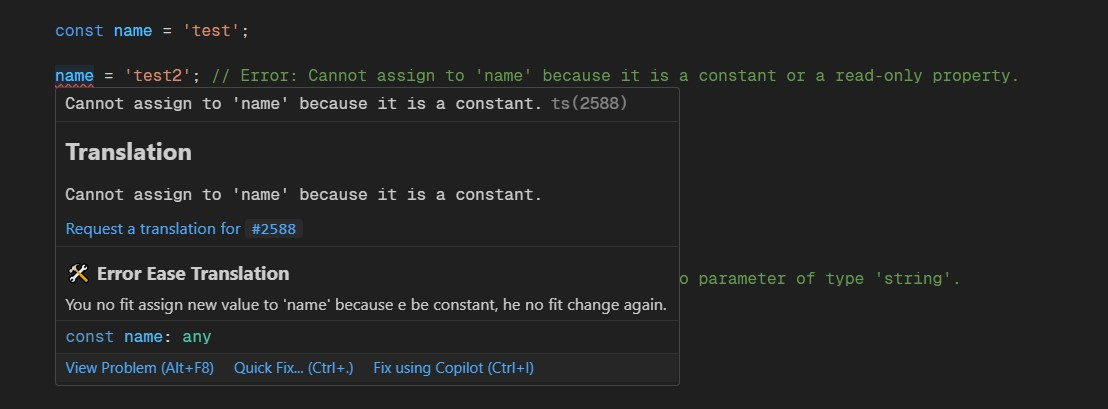 const name = 'test';
name = 'test2'; // Error: Cannot assign to 'name' because it is a constant or a read-only property.
Cannot assign to 'name' because it is a constant. ts(2588)
Translation
Cannot assign to 'name' because it is a constant.
Request a translation for #2588
o parameter of type 'string'.
🛠️ Error Ease Translation
You no fit assign new value to 'name' because e be constant, he no fit change again.
const name: any
View Problem (Alt+F8) Quick Fix... (Ctrl+.) Fix using Copilot (Ctrl+I)